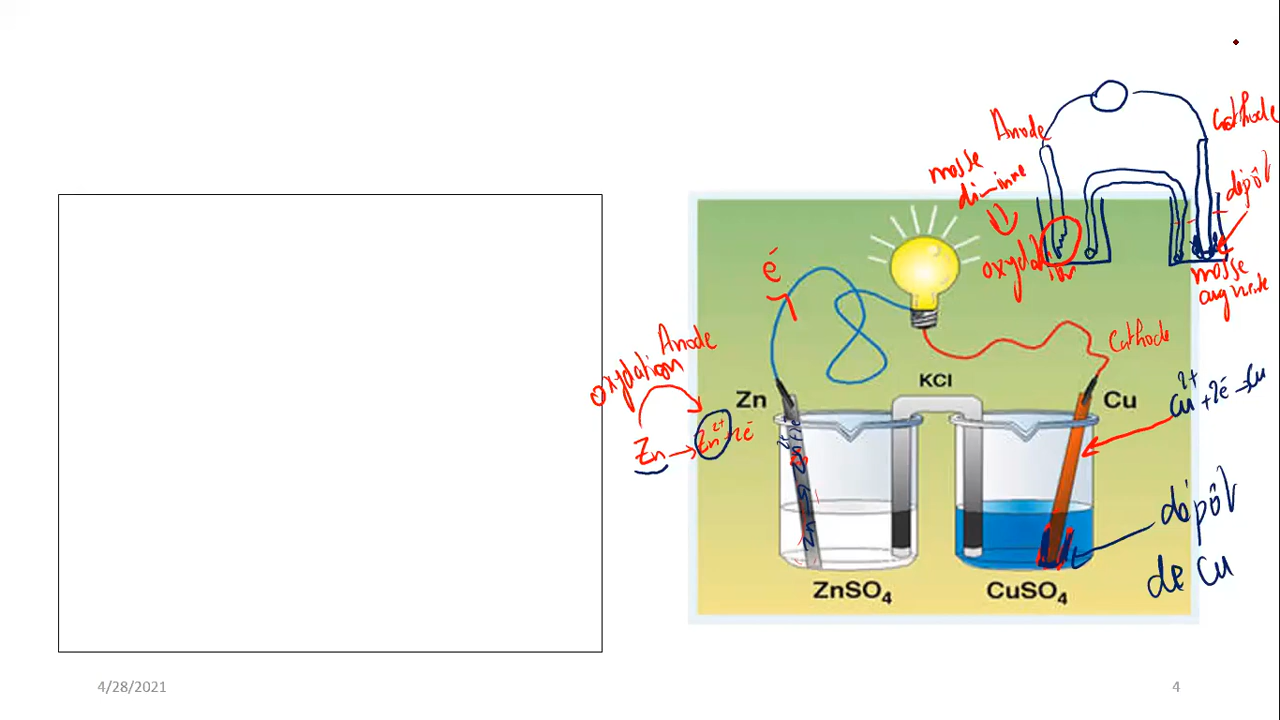 Anode
Cathode
masse
diminue
dépôt
oxydation
masse
augmente
é
Anode
oxydation
Cathode
KCl
Zn
Cu
Cu²⁺ + 2é → Cu
Zn → Zn²⁺ + 2é
dépôt
de Cu
ZnSO₄
CuSO₄
4/28/2021
4